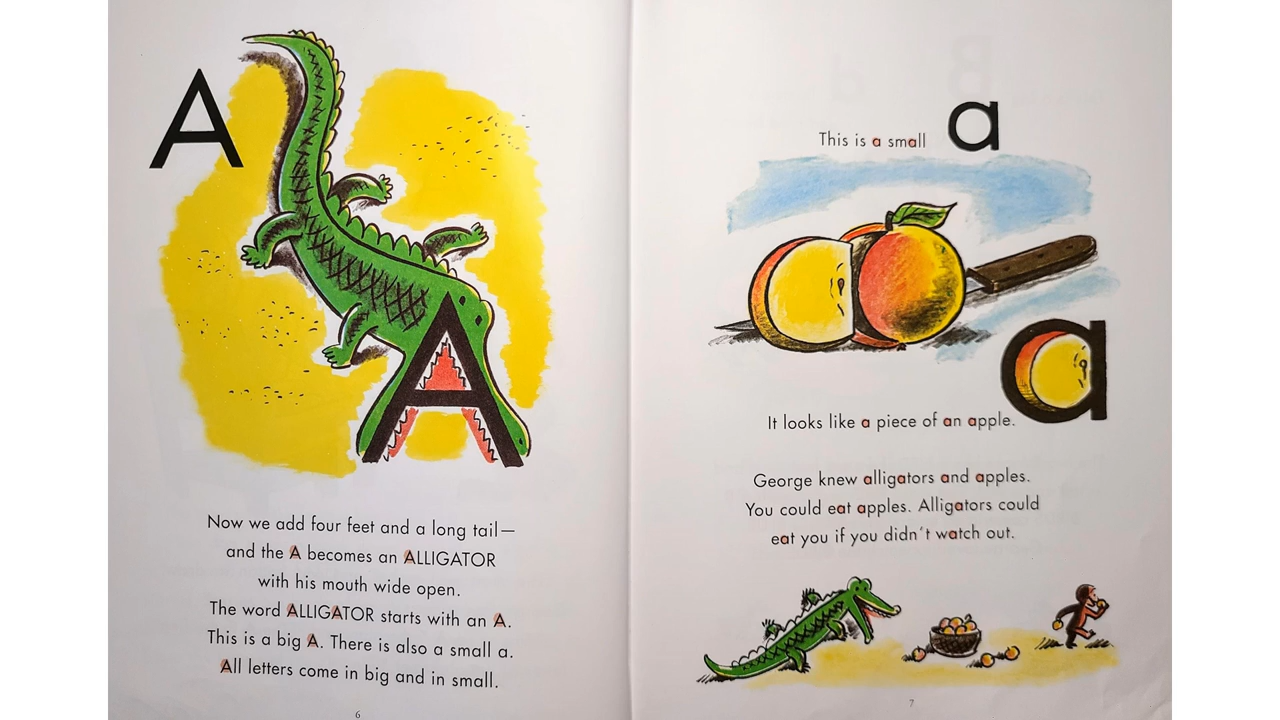 A
A
Now we add four feet and a long tail—
and the A becomes an ALLIGATOR
with his mouth wide open.
The word ALLIGATOR starts with an A.
This is a big A. There is also a small a.
All letters come in big and in small.
6
This is a small a
a
It looks like a piece of an apple.
George knew alligators and apples.
You could eat apples. Alligators could
eat you if you didn't watch out.
7